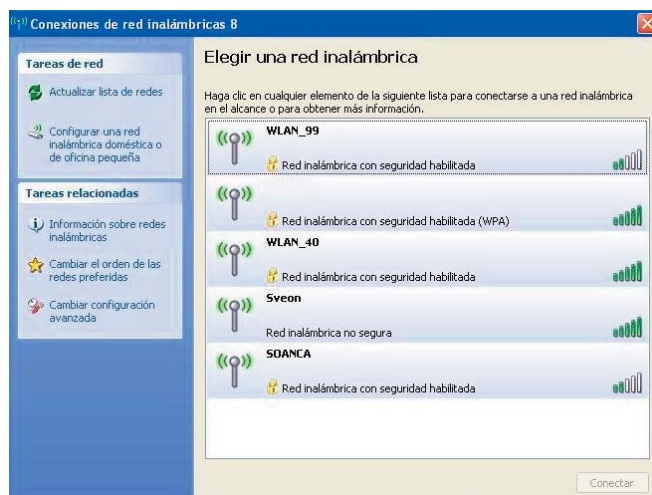 Conexiones de red inalámbricas 8
Tareas de red
Actualizar lista de redes
Configurar una red
inalámbrica doméstica o
de oficina pequeña
Tareas relacionadas
Información sobre redes
inalámbricas
Cambiar el orden de las
redes preferidas
Cambiar configuración
avanzada
Elegir una red inalámbrica
Haga clic en cualquier elemento de la siguiente lista para conectarse a una red inalámbrica
en el alcance o para obtener más información.
WLAN_99
Red inalámbrica con seguridad habilitada
Red inalámbrica con seguridad habilitada (WPA)
WLAN_40
Red inalámbrica con seguridad habilitada
Sveon
Red inalámbrica no segura
SOANCA
Red inalámbrica con seguridad habilitada
Conectar